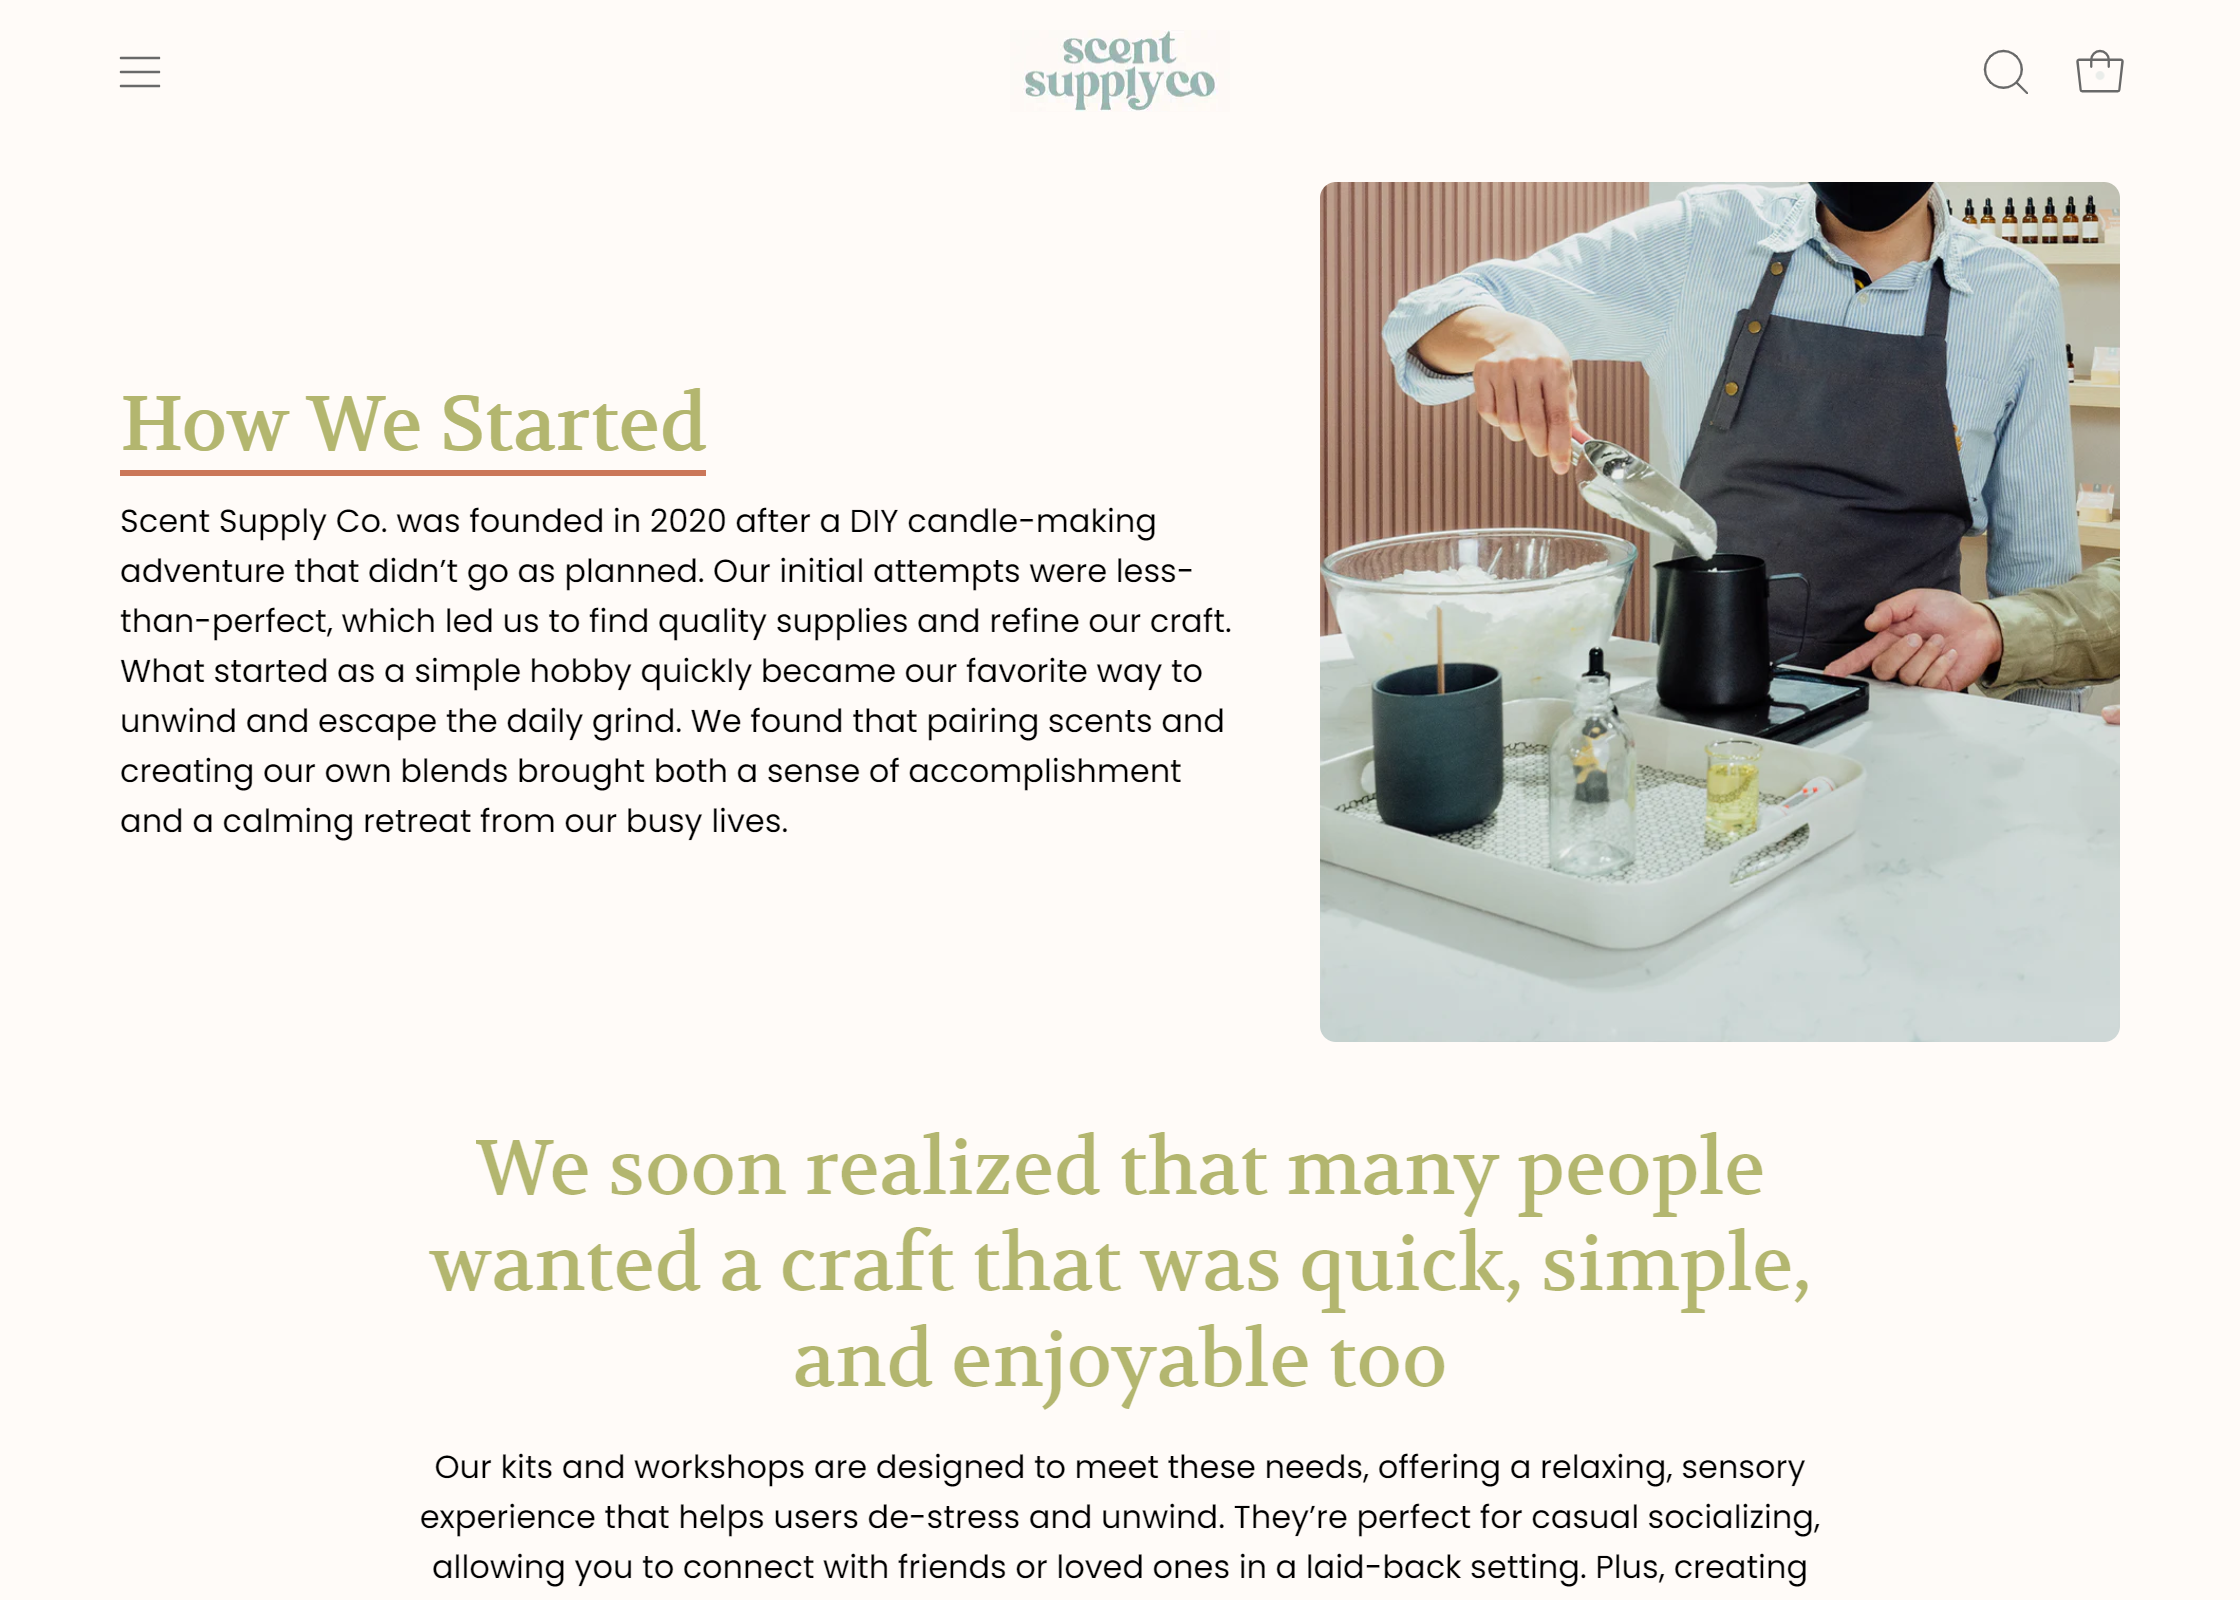 scent
supply co
How We Started
Scent Supply Co. was founded in 2020 after a DIY candle-making
adventure that didn’t go as planned. Our initial attempts were less-
than-perfect, which led us to find quality supplies and refine our craft.
What started as a simple hobby quickly became our favorite way to
unwind and escape the daily grind. We found that pairing scents and
creating our own blends brought both a sense of accomplishment
and a calming retreat from our busy lives.
We soon realized that many people
wanted a craft that was quick, simple,
and enjoyable too
Our kits and workshops are designed to meet these needs, offering a relaxing, sensory
experience that helps users de-stress and unwind. They’re perfect for casual socializing,
allowing you to connect with friends or loved ones in a laid-back setting. Plus, creating